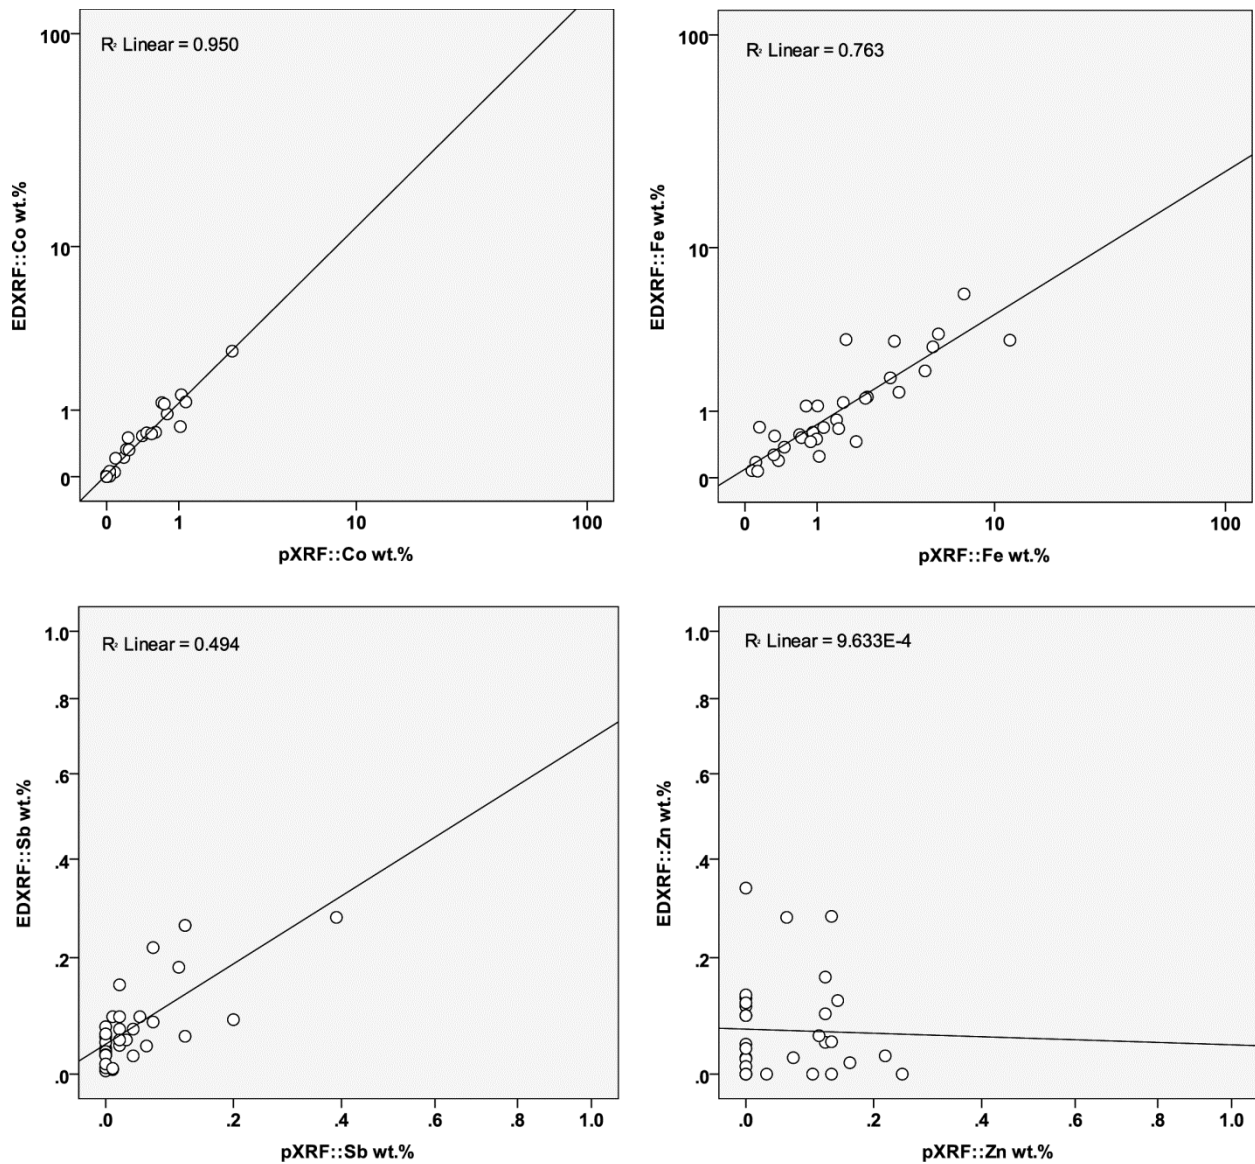 R² Linear = 0.950
100
10
1
0
EDXRF::Co wt.%
0 1 10 100
pXRF::Co wt.%
R² Linear = 0.763
100
10
1
0
EDXRF::Fe wt.%
0 1 10 100
pXRF::Fe wt.%
R² Linear = 0.494
1.0
.8
.6
.4
.2
.0
EDXRF::Sb wt.%
.0 .2 .4 .6 .8 1.0
pXRF::Sb wt.%
R² Linear = 9.633E-4
1.0
.8
.6
.4
.2
.0
EDXRF::Zn wt.%
.0 .2 .4 .6 .8 1.0
pXRF::Zn wt.%